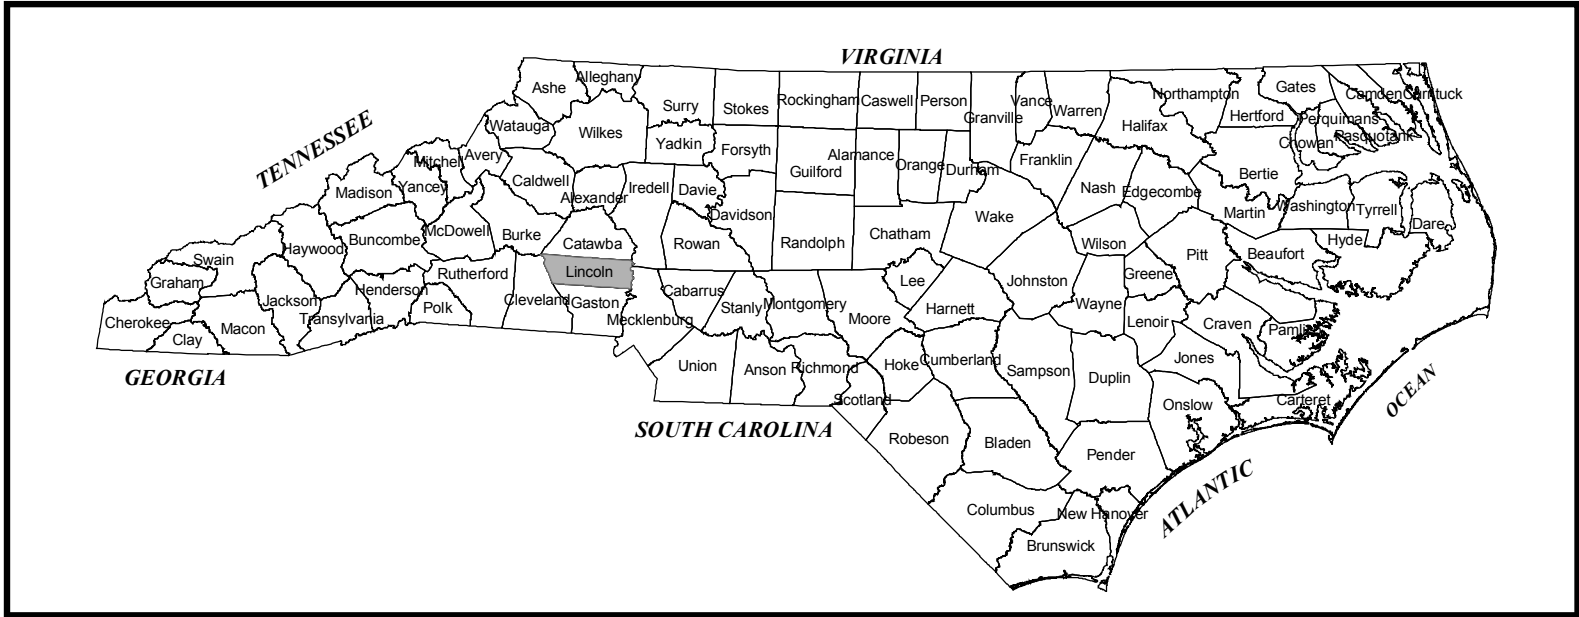 VIRGINIA
Alleghany
Ashe
Surry
Stokes
Rockingham
Caswell
Person
Granville
Vance
Warren
Northampton
Gates
Camden
Currituck
Hertford
Halifax
Perquimans
Pasquotank
Chowan
Watauga
Wilkes
Yadkin
Forsyth
Guilford
Alamance
Orange
Durham
Franklin
TENNESSEE
Mitchell
Avery
Yancey
Madison
Caldwell
Alexander
Iredell
Davie
Davidson
Nash
Edgecombe
Bertie
Martin
Washington
Tyrrell
Dare
Wake
McDowell
Burke
Catawba
Rowan
Randolph
Chatham
Wilson
Pitt
Beaufort
Hyde
Buncombe
Haywood
Swain
Graham
Lincoln
Rutherford
Henderson
Cleveland
Gaston
Cabarrus
Stanly
Montgomery
Moore
Lee
Harnett
Johnston
Greene
Wayne
Lenoir
Craven
Pamli
Jackson
Transylvania
Polk
Mecklenburg
Cherokee
Macon
Clay
Union
Anson
Richmond
Scotland
Hoke
Cumberland
Sampson
Duplin
Jones
Onslow
Carteret
GEORGIA
SOUTH CAROLINA
OCEAN
Robeson
Bladen
Pender
ATLANTIC
Columbus
New Hanover
Brunswick